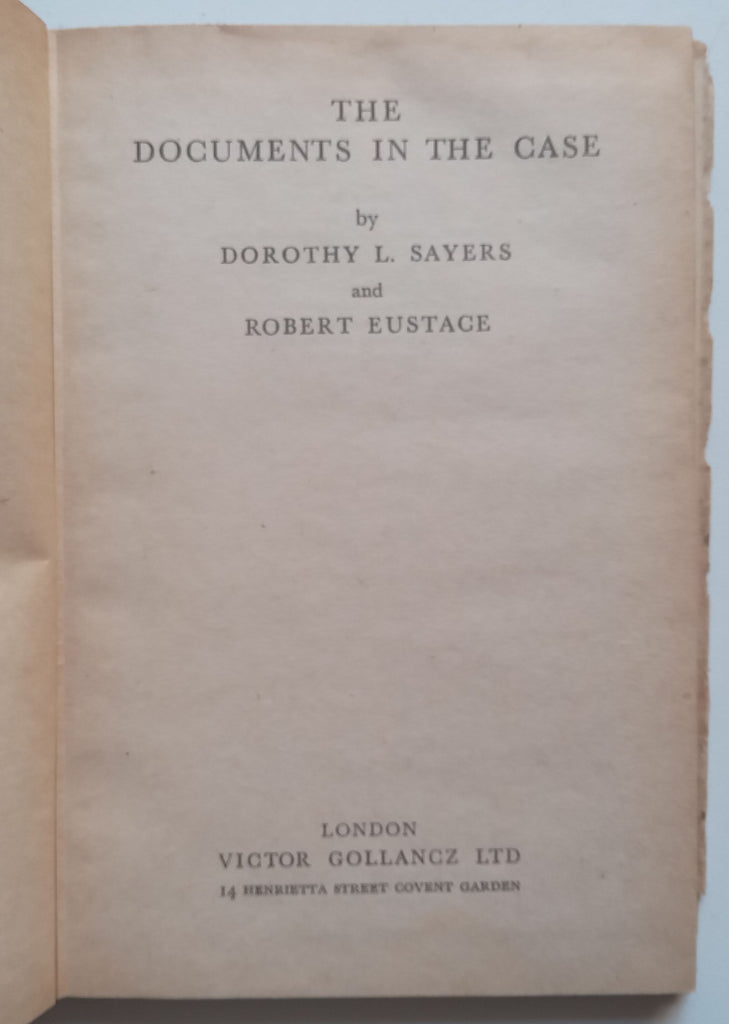 THE
DOCUMENTS IN THE CASE
by
DOROTHY L. SAYERS
and
ROBERT EUSTACE
LONDON
VICTOR GOLLANCZ LTD
14 HENRIETTA STREET COVENT GARDEN